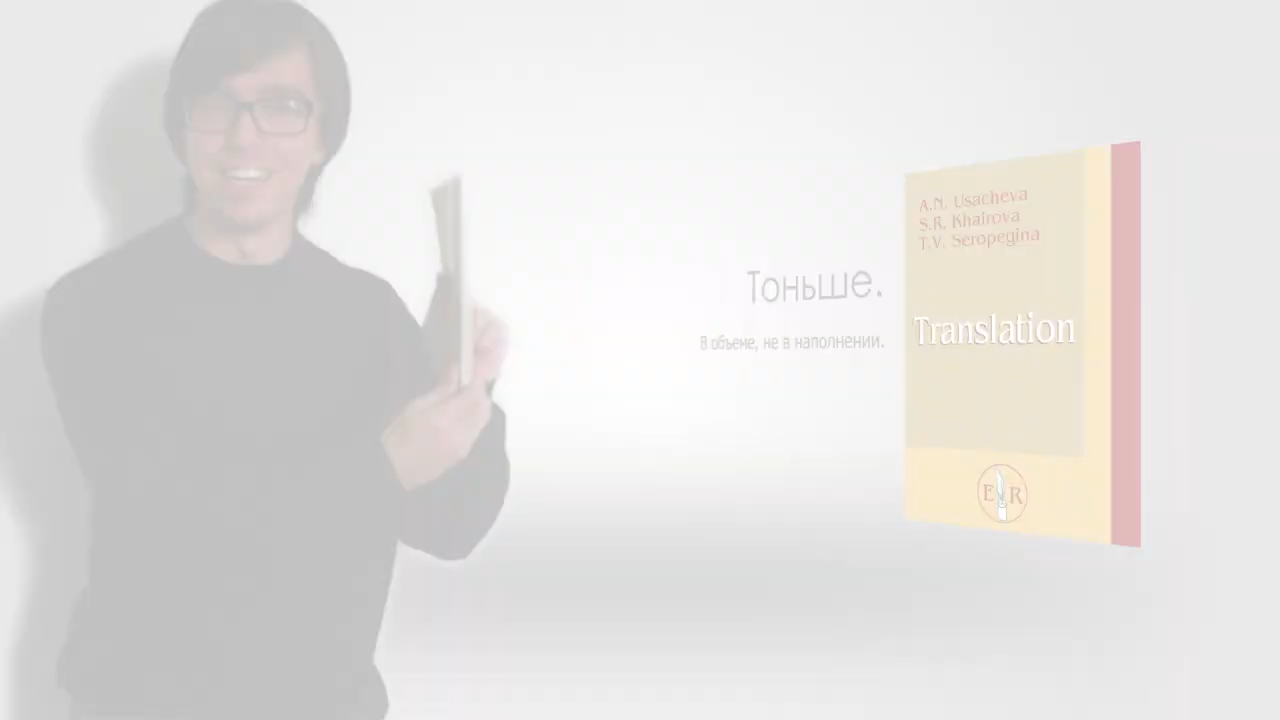 Тоньше.
В объеме, не в наполнении.
A.N. Usacheva
S.R. Khairova
T.V. Seropegina
Translation
E R